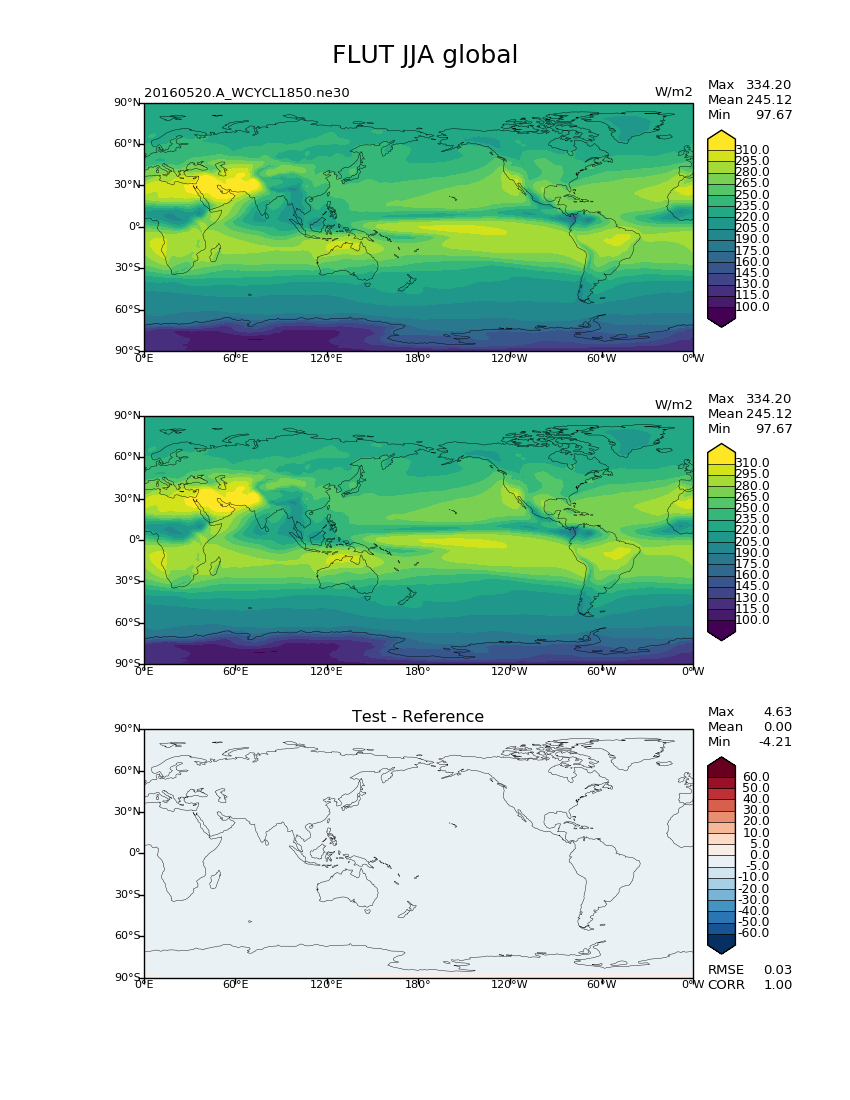 FLUT JJA global
20160520.A_WCYCL1850.ne30
W/m2
Max 334.20
Mean 245.12
Min 97.67
90°N
60°N
30°N
0°
30°S
60°S
90°S
0°E 60°E 120°E 180° 120°W 60°W 0°W
310.0
295.0
280.0
265.0
250.0
235.0
220.0
205.0
190.0
175.0
160.0
145.0
130.0
115.0
100.0
W/m2
Max 334.20
Mean 245.12
Min 97.67
90°N
60°N
30°N
0°
30°S
60°S
90°S
0°E 60°E 120°E 180° 120°W 60°W 0°W
310.0
295.0
280.0
265.0
250.0
235.0
220.0
205.0
190.0
175.0
160.0
145.0
130.0
115.0
100.0
Test - Reference
Max 4.63
Mean 0.00
Min -4.21
90°N
60°N
30°N
0°
30°S
60°S
90°S
0°E 60°E 120°E 180° 120°W 60°W 0°W
60.0
50.0
40.0
30.0
20.0
10.0
5.0
0.0
-5.0
-10.0
-20.0
-30.0
-40.0
-50.0
-60.0
RMSE 0.03
CORR 1.00